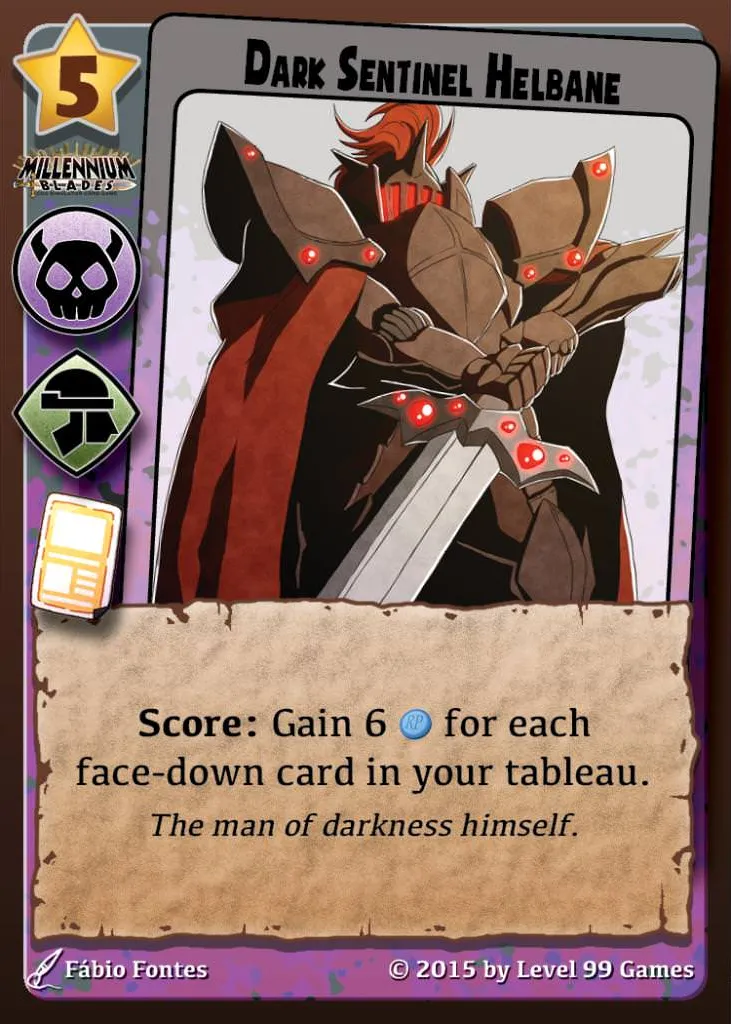 Dark Sentinel Helbane
5
MILLENNIUM
BLADES
Score: Gain 6 RP for each
face-down card in your tableau.
The man of darkness himself.
Fábio Fontes
© 2015 by Level 99 Games